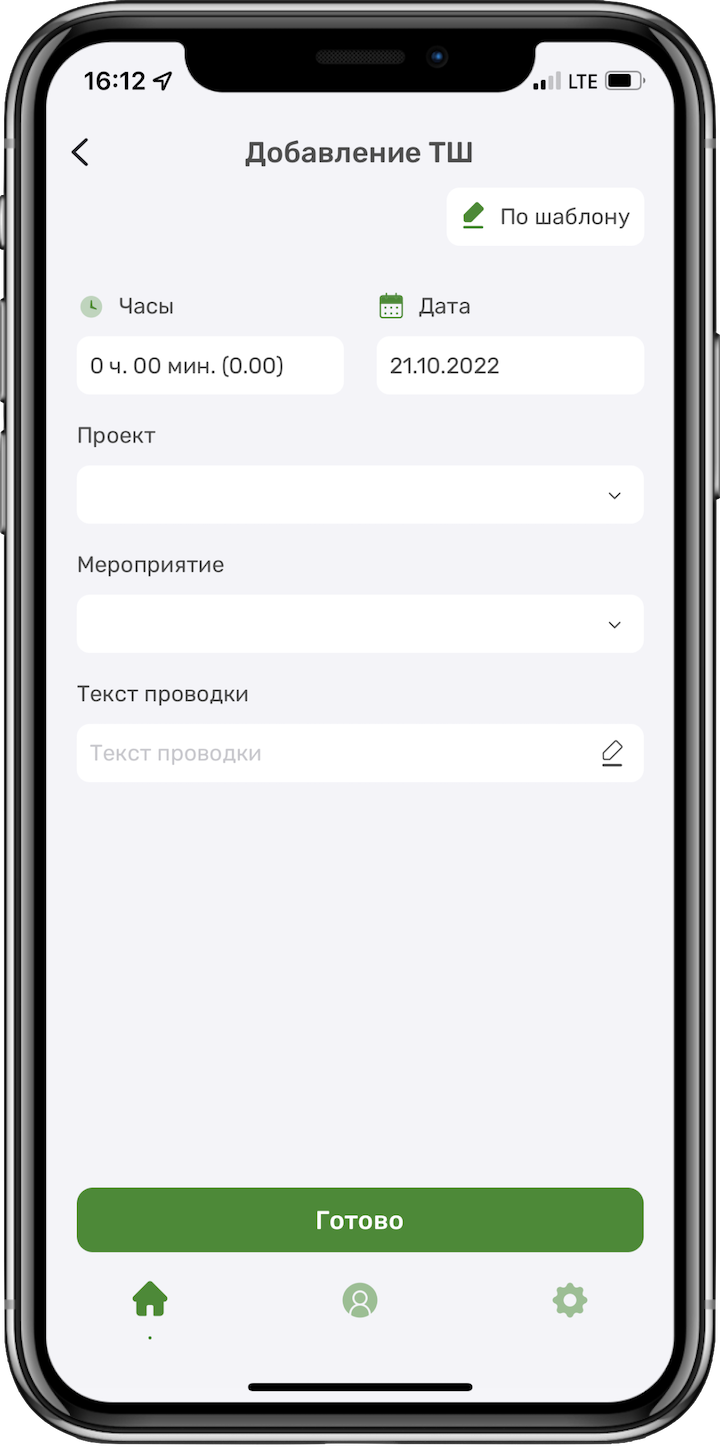 16:12 LTE
Добавление ТШ
По шаблону
Часы Дата
0 ч. 00 мин. (0.00) 21.10.2022
Проект
Мероприятие
Текст проводки
Текст проводки
Готово